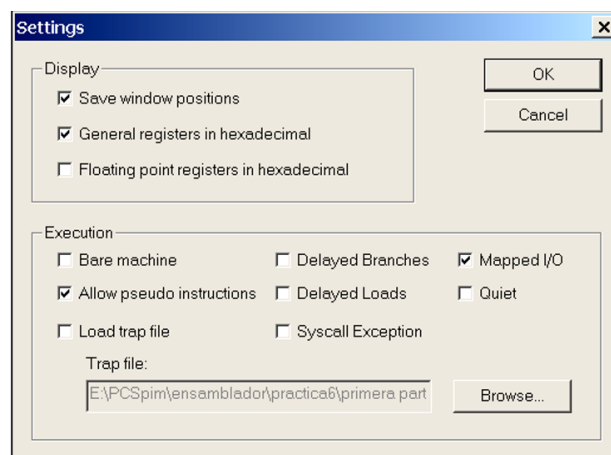 Settings
Display
Save window positions
General registers in hexadecimal
Floating point registers in hexadecimal
OK
Cancel
Execution
Bare machine
Delayed Branches
Mapped I/O
Allow pseudo instructions
Delayed Loads
Quiet
Load trap file
Syscall Exception
Trap file:
E:\PCSpim\ensamblador\practica6\primera part
Browse...